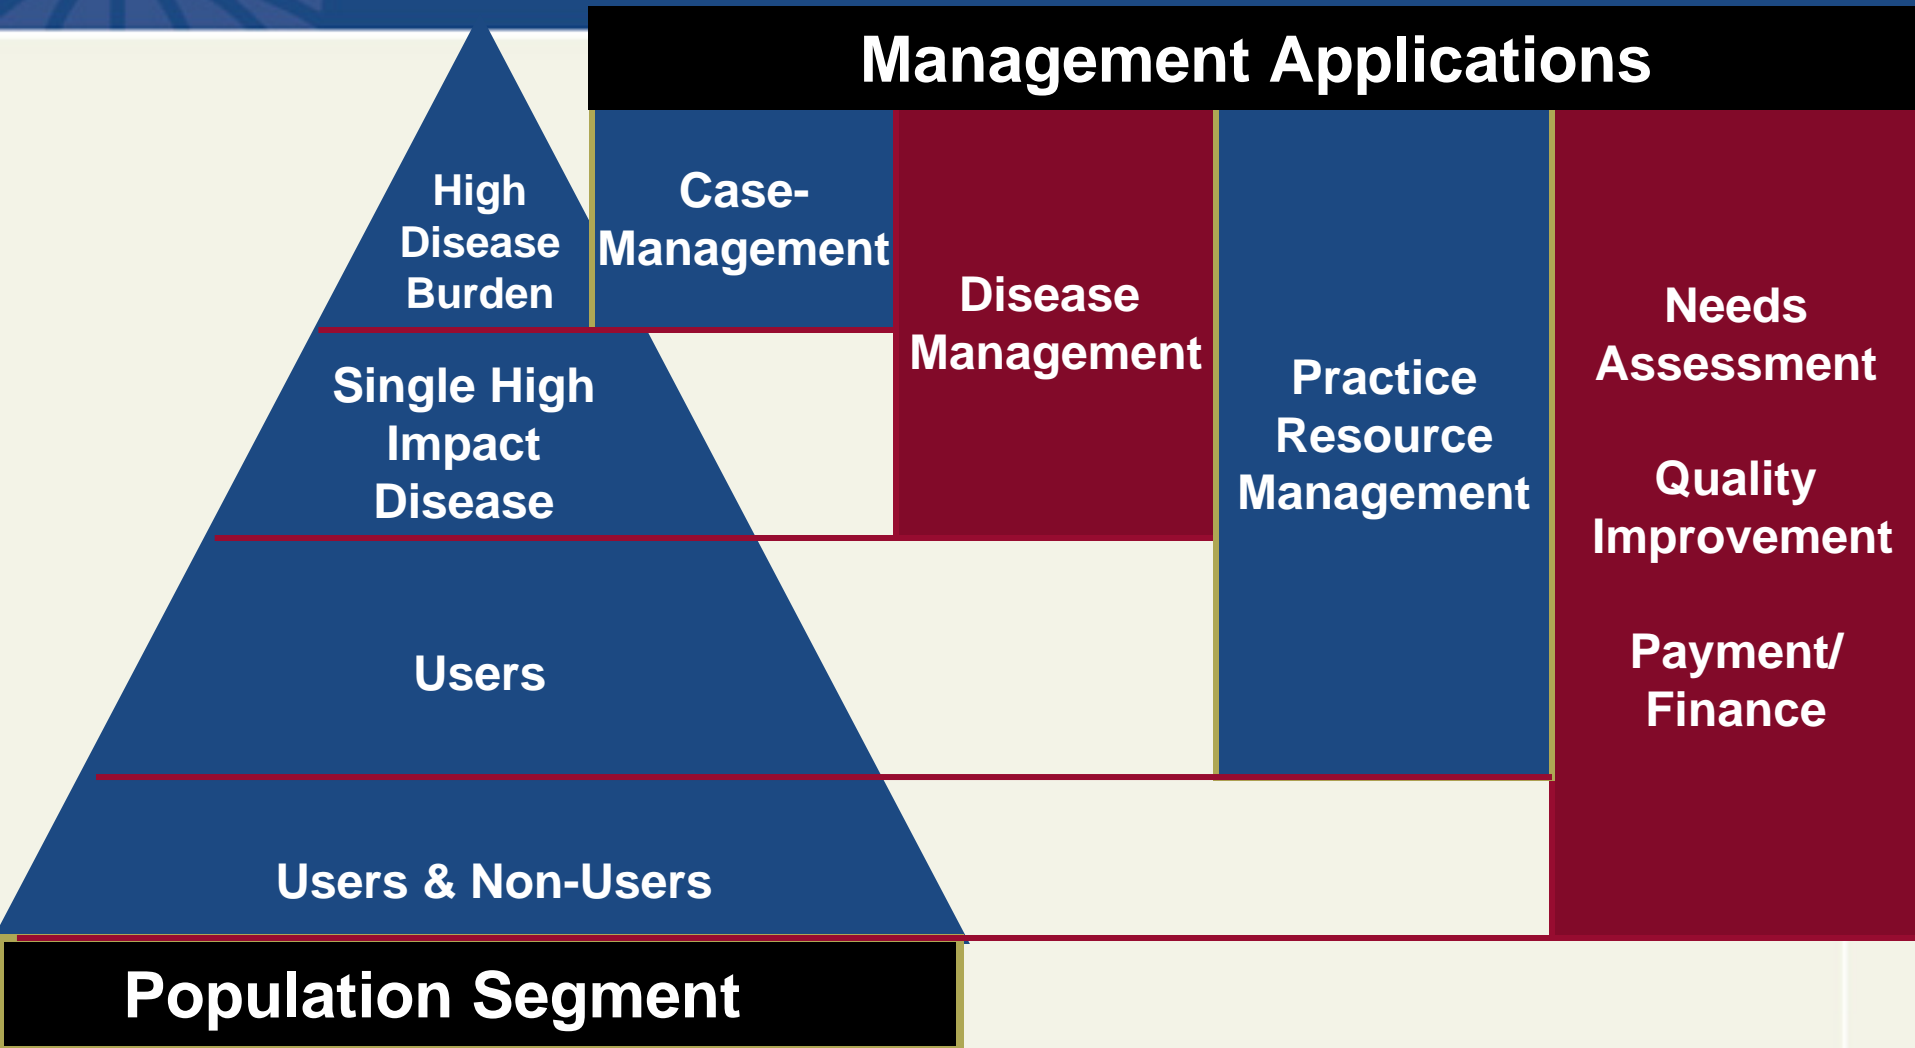 Management Applications
High
Disease
Burden
Case-
Management
Disease
Management
Practice
Resource
Management
Needs
Assessment
Quality
Improvement
Payment/
Finance
Single High
Impact
Disease
Users
Users & Non-Users
Population Segment